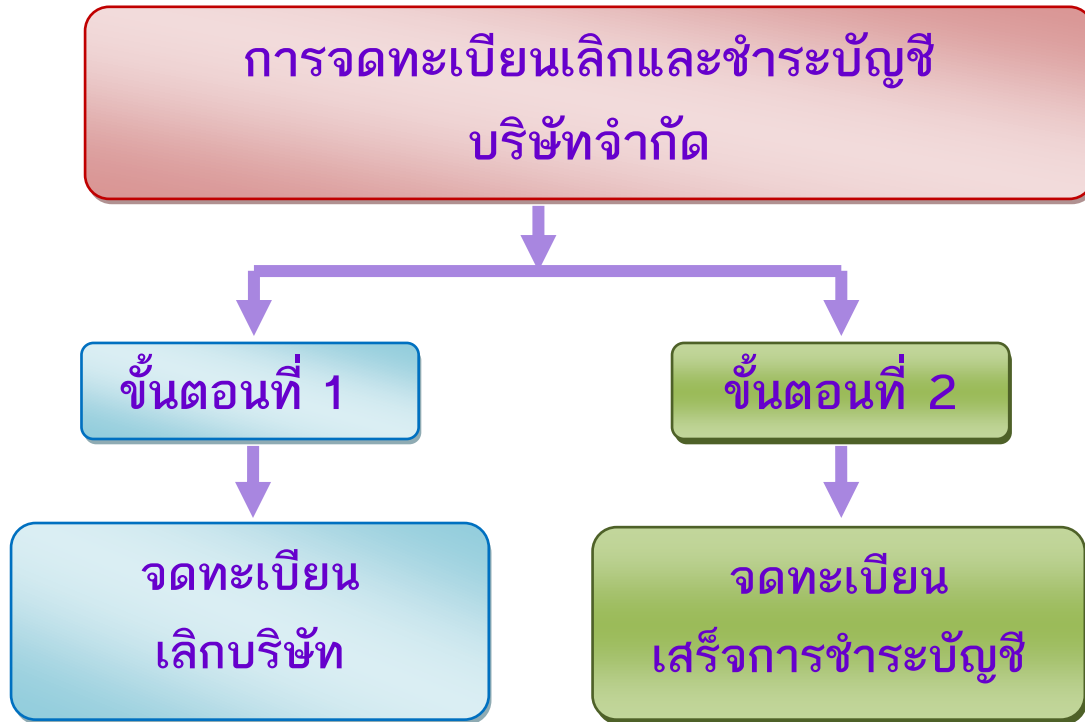 การจดทะเบียนเลิกและชำระบัญชี
บริษัทจำกัด
ขั้นตอนที่ 1
ขั้นตอนที่ 2
จดทะเบียน
เลิกบริษัท
จดทะเบียน
เสร็จการชำระบัญชี